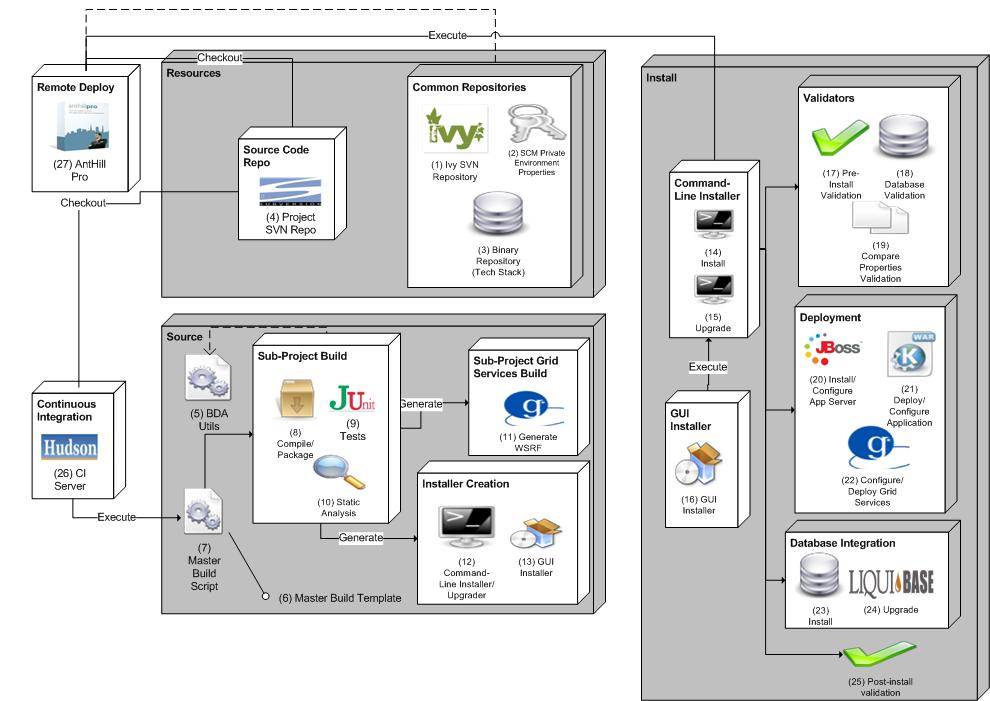 Execute
Checkout
Resources
Remote Deploy
anthillpro
(27) AntHill
Pro
Checkout
Source Code
Repo
SUBVERSION
(4) Project
SVN Repo
Common Repositories
ivy
(1) Ivy SVN
Repository
(2) SCM Private
Environment
Properties
(3) Binary
Repository
(Tech Stack)
Continuous
Integration
Hudson
(26) CI
Server
Execute
Source
(5) BDA
Utils
(7)
Master
Build
Script
(6) Master Build Template
Sub-Project Build
(8)
Compile/
Package
JUnit
(9)
Tests
(10) Static
Analysis
Generate
Generate
Sub-Project Grid
Services Build
g
(11) Generate
WSRF
Installer Creation
>_
(12)
Command-
Line Installer/
Upgrader
(13) GUI
Installer
Install
Command-
Line Installer
>_
(14)
Install
>_
(15)
Upgrade
Execute
GUI
Installer
(16) GUI
Installer
Validators
(17) Pre-
Install
Validation
(18)
Database
Validation
(19)
Compare
Properties
Validation
Deployment
JBoss
(20) Install/
Configure
App Server
WAR
K
(21)
Deploy/
Configure
Application
g
(22) Configure/
Deploy Grid
Services
Database Integration
(23)
Install
LIQUIBASE
(24) Upgrade
(25) Post-install
validation